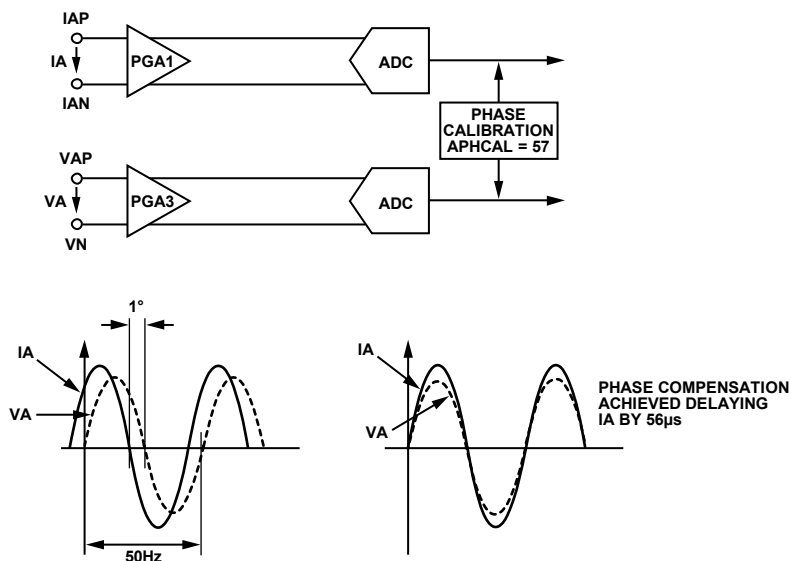 IAP
IA
IAN
PGA1
ADC
PHASE
CALIBRATION
APHCAL = 57
VAP
VA
VN
PGA3
ADC
1°
IA
VA
50Hz
IA
VA
PHASE COMPENSATION
ACHIEVED DELAYING
IA BY 56µs